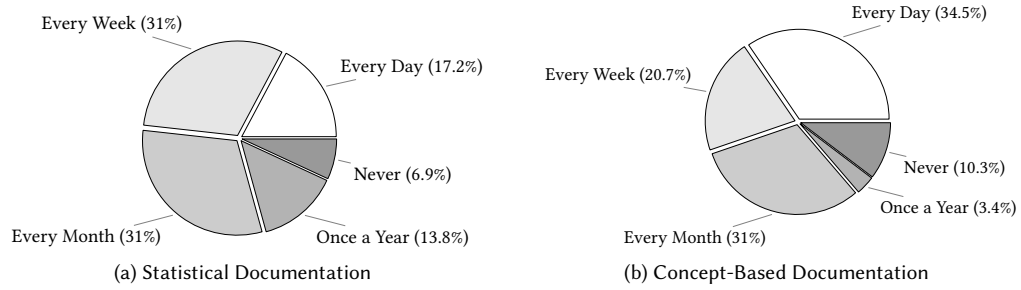 Every Week (31%)
Every Day (17.2%)
Never (6.9%)
Once a Year (13.8%)
Every Month (31%)
(a) Statistical Documentation
Every Day (34.5%)
Every Week (20.7%)
Never (10.3%)
Once a Year (3.4%)
Every Month (31%)
(b) Concept-Based Documentation